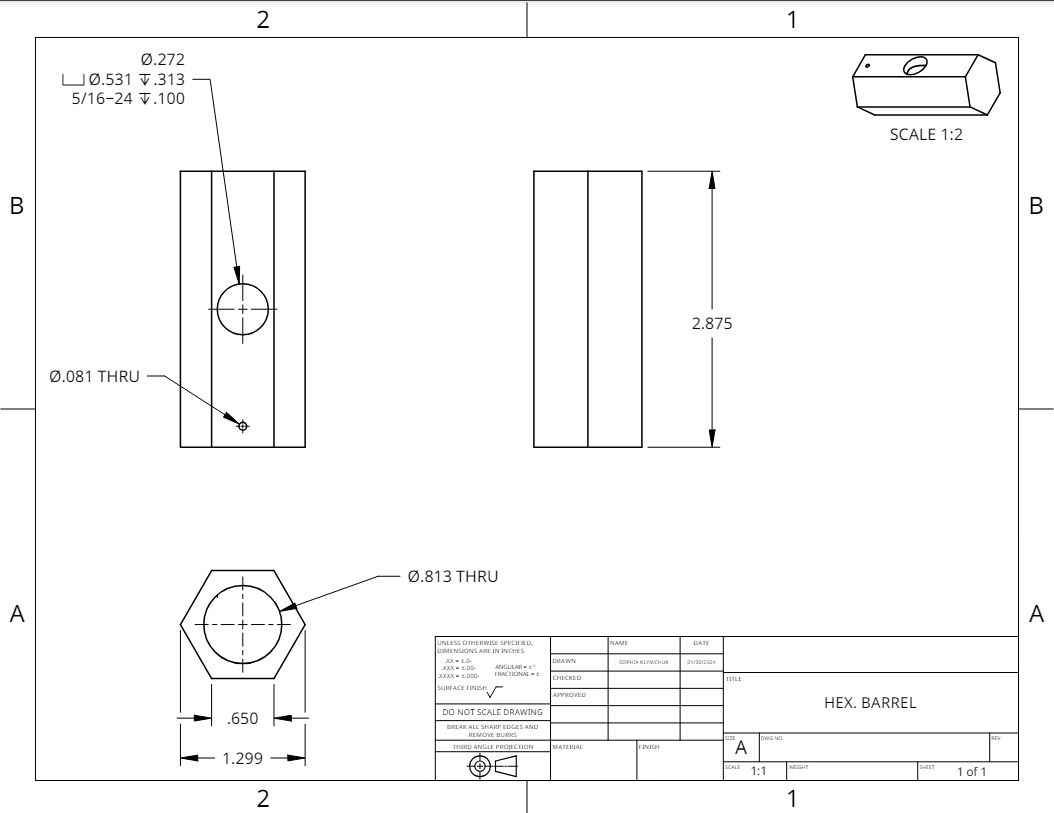 2
1
Ø.272
⌴Ø.531 ↧.313
5/16−24 ↧.100
SCALE 1:2
B
B
2.875
Ø.081 THRU
Ø.813 THRU
A
A
.650
1.299
UNLESS OTHERWISE SPECIFIED,
DIMENSIONS ARE IN INCHES
.XX = ±.0-
.XXX = ±.00-
.XXXX = ±.000-
ANGULAR = ± °
FRACTIONAL = ±
SURFACE FINISH
DO NOT SCALE DRAWING
BREAK ALL SHARP EDGES AND
REMOVE BURRS
THIRD ANGLE PROJECTION
NAME
DATE
DRAWN
SOPHIA KLYMCHUK
01/30/2024
CHECKED
APPROVED
MATERIAL
FINISH
TITLE
HEX. BARREL
SIZE
A
DWG NO.
REV.
SCALE
1:1
WEIGHT
SHEET
1 of 1
2
1